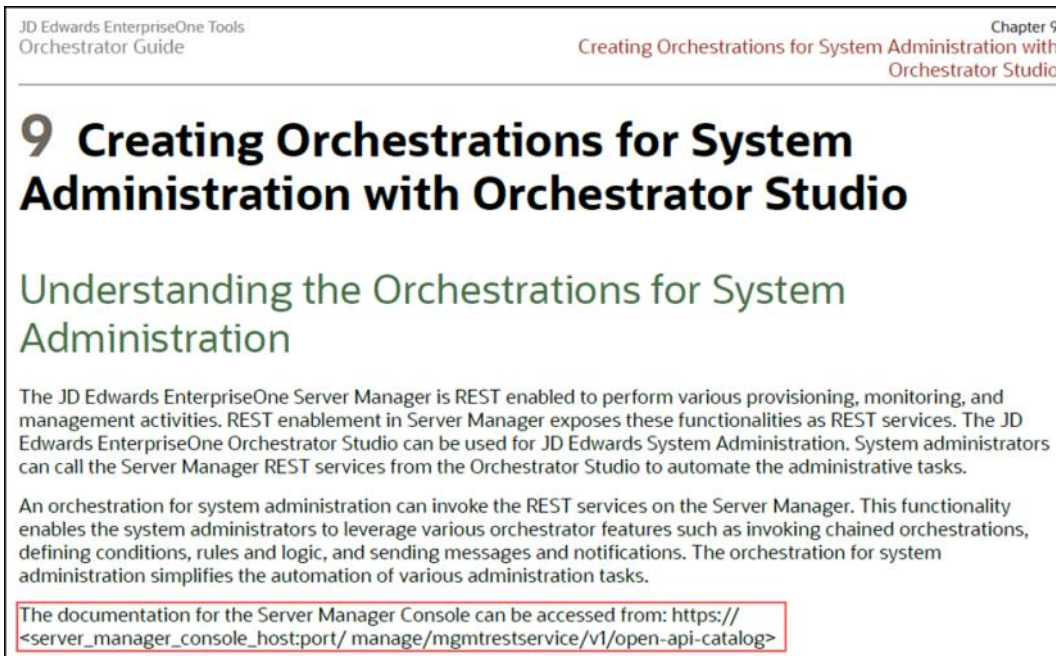 JD Edwards EnterpriseOne Tools
Orchestrator Guide
Chapter 9
Creating Orchestrations for System Administration with
Orchestrator Studio
9 Creating Orchestrations for System
Administration with Orchestrator Studio
Understanding the Orchestrations for System
Administration
The JD Edwards EnterpriseOne Server Manager is REST enabled to perform various provisioning, monitoring, and
management activities. REST enablement in Server Manager exposes these functionalities as REST services. The JD
Edwards EnterpriseOne Orchestrator Studio can be used for JD Edwards System Administration. System administrators
can call the Server Manager REST services from the Orchestrator Studio to automate the administrative tasks.
An orchestration for system administration can invoke the REST services on the Server Manager. This functionality
enables the system administrators to leverage various orchestrator features such as invoking chained orchestrations,
defining conditions, rules and logic, and sending messages and notifications. The orchestration for system
administration simplifies the automation of various administration tasks.
The documentation for the Server Manager Console can be accessed from: https://
<server_manager_console_host:port/ manage/mgmtrestservice/v1/open-api-catalog>